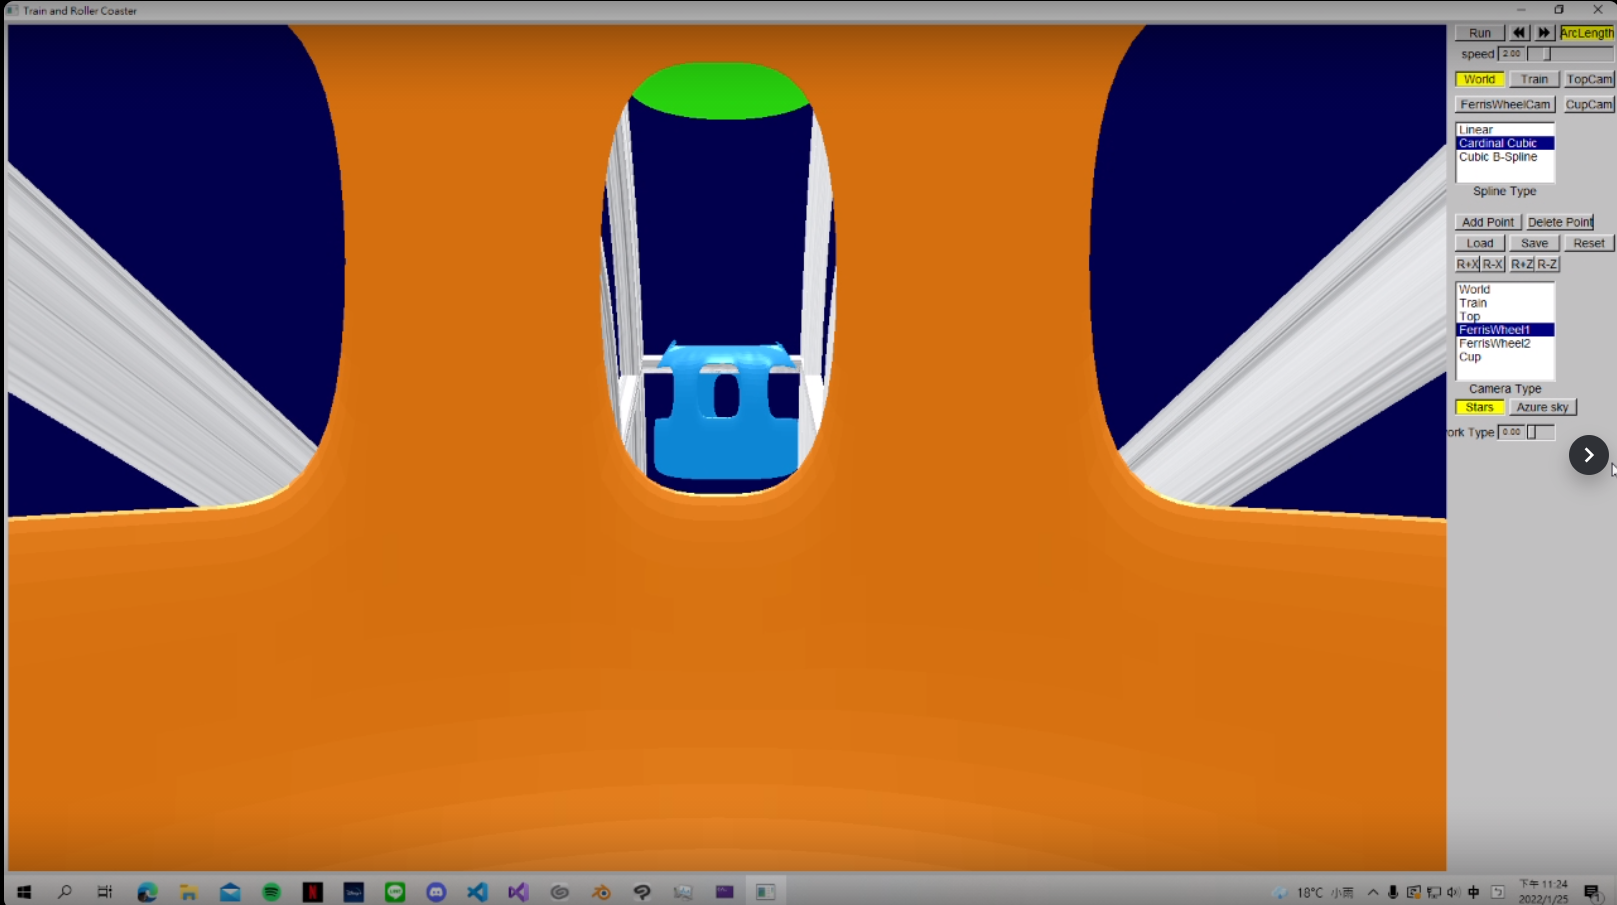 Train and Roller Coaster
Run ArcLength
speed 2.00
World Train TopCam
FerrisWheelCam CupCam
Linear
Cardinal Cubic
Cubic B-Spline
Spline Type
Add Point Delete Point
Load Save Reset
R+X R-X R+Z R-Z
World
Train
Top
FerrisWheel1
FerrisWheel2
Cup
Camera Type
Stars Azure sky
ork Type 0.00
18°C 小雨 中 下午 11:24
2022/1/25